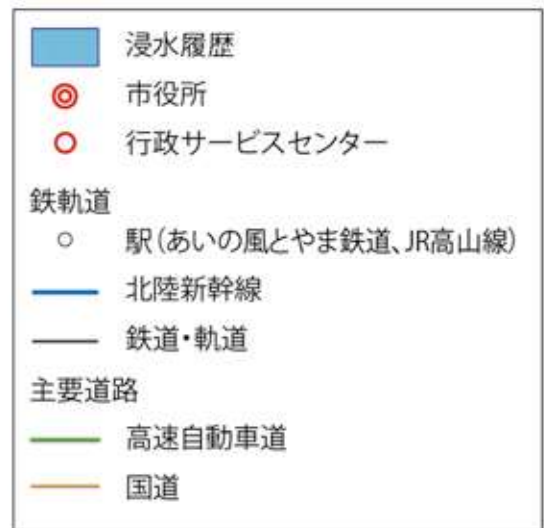 浸水履歴
市役所
行政サービスセンター
鉄軌道
駅(あいの風とやま鉄道、JR高山線)
北陸新幹線
鉄道・軌道
主要道路
高速自動車道
国道